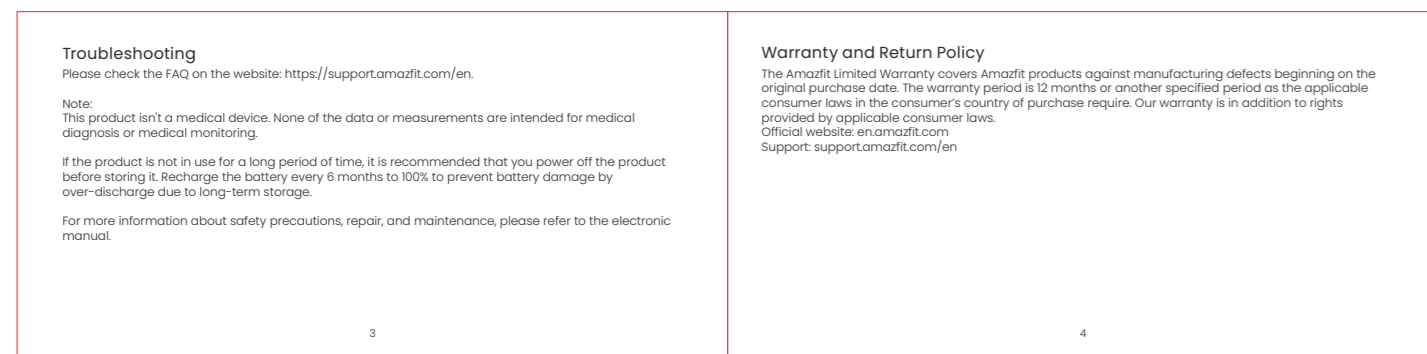 Troubleshooting
Please check the FAQ on the website: https://support.amazfit.com/en.
Note:
This product isn't a medical device. None of the data or measurements are intended for medical
diagnosis or medical monitoring.
If the product is not in use for a long period of time, it is recommended that you power off the product
before storing it. Recharge the battery every 6 months to 100% to prevent battery damage by
over-discharge due to long-term storage.
For more information about safety precautions, repair, and maintenance, please refer to the electronic
manual.
3
Warranty and Return Policy
The Amazfit Limited Warranty covers Amazfit products against manufacturing defects beginning on the
original purchase date. The warranty period is 12 months or another specified period as the applicable
consumer laws in the consumer's country of purchase require. Our warranty is in addition to rights
provided by applicable consumer laws.
Official website: en.amazfit.com
Support: support.amazfit.com/en
4